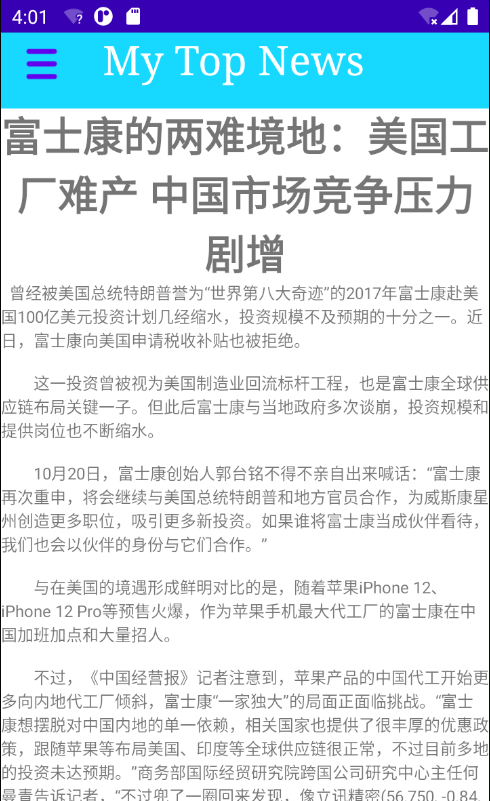 4:01
My Top News
富士康的两难境地：美国工
厂难产 中国市场竞争压力
剧增
曾经被美国总统特朗普誉为“世界第八大奇迹”的2017年富士康赴美
国100亿美元投资计划几经缩水，投资规模不及预期的十分之一。近
日，富士康向美国申请税收补贴也被拒绝。
这一投资曾被视为美国制造业回流标杆工程，也是富士康全球供
应链布局关键一子。但此后富士康与当地政府多次谈崩，投资规模和
提供岗位也不断缩水。
10月20日，富士康创始人郭台铭不得不亲自出来喊话：“富士康
再次重申，将会继续与美国总统特朗普和地方官员合作，为威斯康星
州创造更多职位，吸引更多新投资。如果谁将富士康当成伙伴看待，
我们也会以伙伴的身份与它们合作。”
与在美国的境遇形成鲜明对比的是，随着苹果iPhone 12、
iPhone 12 Pro等预售火爆，作为苹果手机最大代工厂的富士康在中
国加班加点和大量招人。
不过，《中国经营报》记者注意到，苹果产品的中国代工开始更
多向内地代工厂倾斜，富士康“一家独大”的局面正面临挑战。“富士
康想摆脱对中国内地的单一依赖，相关国家也提供了很丰厚的优惠政
策，跟随苹果等布局美国、印度等全球供应链很正常，不过目前多地
的投资未达预期。”商务部国际经贸研究院跨国公司研究中心主任何
曼青告诉记者，“不过兜了一圈回来发现，像立讯精密(56.750, -0.84,